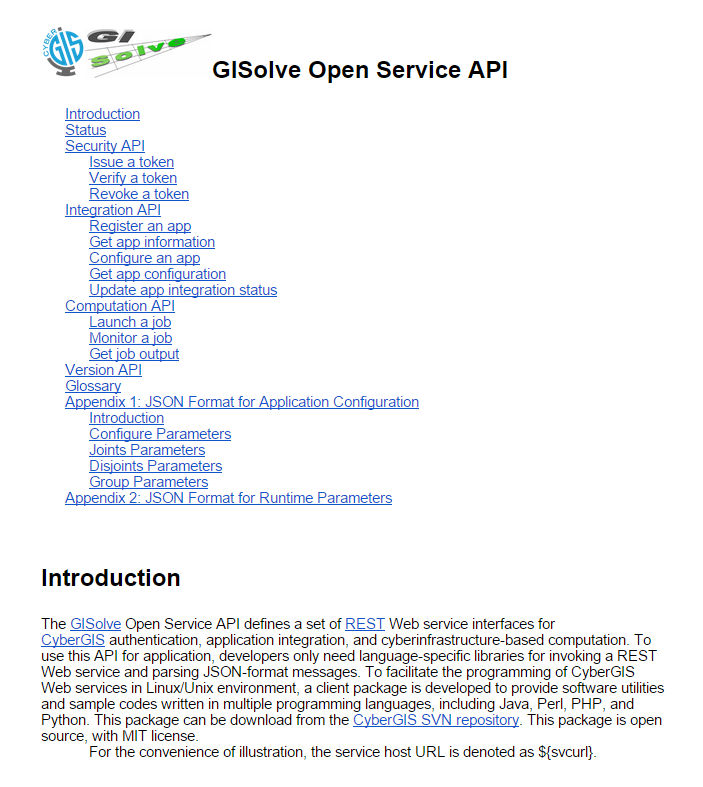 CYBER GIS GI solve
GISolve Open Service API
Introduction
Status
Security API
Issue a token
Verify a token
Revoke a token
Integration API
Register an app
Get app information
Configure an app
Get app configuration
Update app integration status
Computation API
Launch a job
Monitor a job
Get job output
Version API
Glossary
Appendix 1: JSON Format for Application Configuration
Introduction
Configure Parameters
Joints Parameters
Disjoints Parameters
Group Parameters
Appendix 2: JSON Format for Runtime Parameters
Introduction
The GISolve Open Service API defines a set of REST Web service interfaces for
CyberGIS authentication, application integration, and cyberinfrastructure-based computation. To
use this API for application, developers only need language-specific libraries for invoking a REST
Web service and parsing JSON-format messages. To facilitate the programming of CyberGIS
Web services in Linux/Unix environment, a client package is developed to provide software utilities
and sample codes written in multiple programming languages, including Java, Perl, PHP, and
Python. This package can be download from the CyberGIS SVN repository. This package is open
source, with MIT license.
For the convenience of illustration, the service host URL is denoted as ${svcurl}.